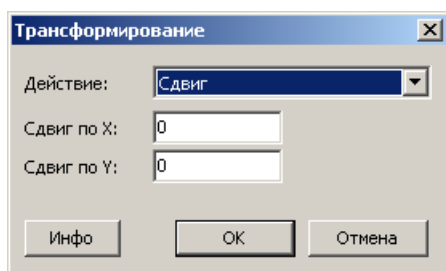 Трансформирование
Действие: Сдвиг
Сдвиг по X: 0
Сдвиг по Y: 0
Инфо OK Отмена